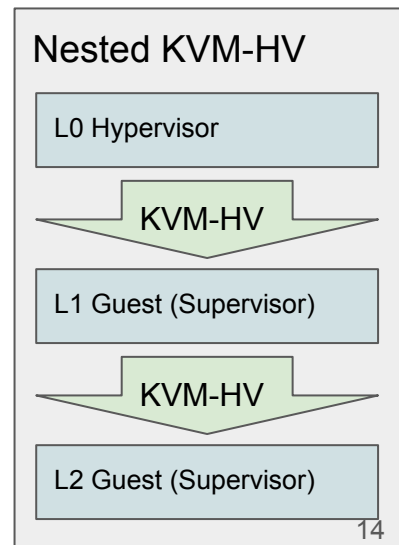 Nested KVM-HV
L0 Hypervisor
KVM-HV
L1 Guest (Supervisor)
KVM-HV
L2 Guest (Supervisor)
14